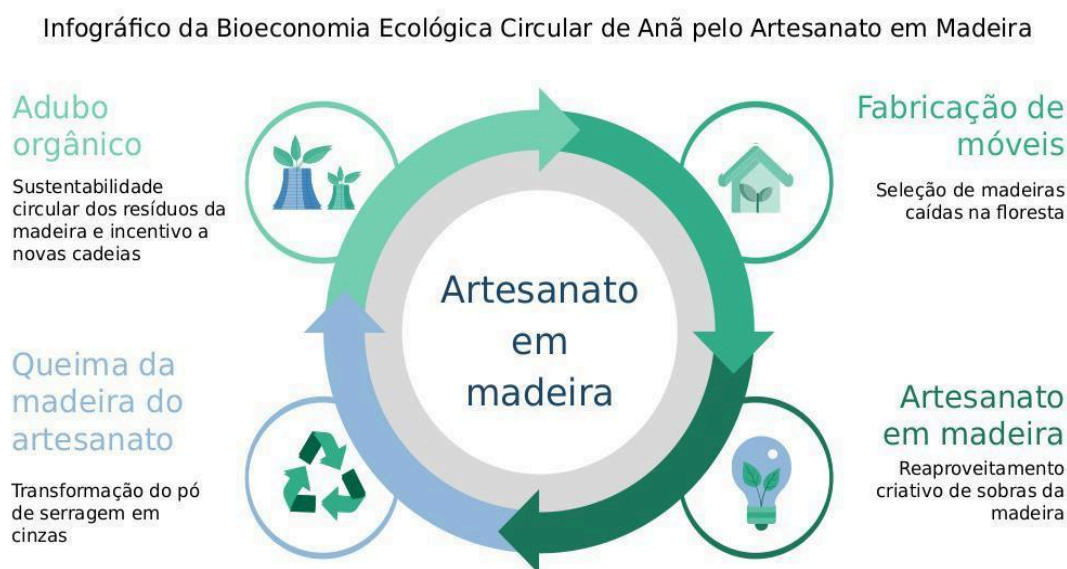 Infográfico da Bioeconomia Ecológica Circular de Anã pelo Artesanato em Madeira
Adubo
orgânico
Sustentabilidade
circular dos resíduos da
madeira e incentivo a
novas cadeias
Fabricação de
móveis
Seleção de madeiras
caídas na floresta
Artesanato
em
madeira
Queima da
madeira do
artesanato
Transformação do pó
de serragem em
cinzas
Artesanato
em madeira
Reaproveitamento
criativo de sobras da
madeira